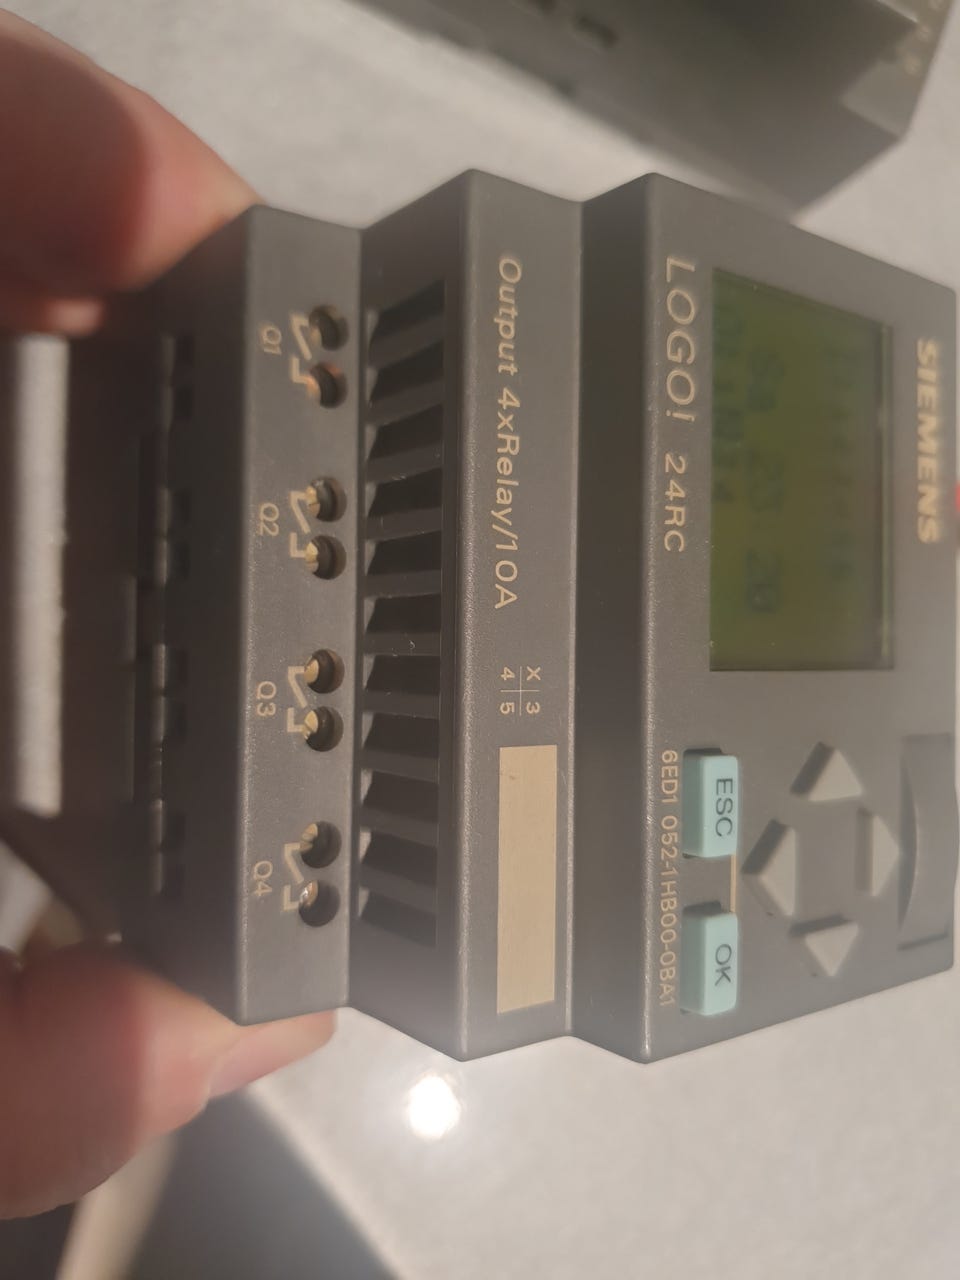 SIEMENS
LOGO! 24RC
ESC
OK
6ED1 052-1HB00-0BA1
Output 4xRelay/10A
X 3
4 5
Q1
Q2
Q3
Q4